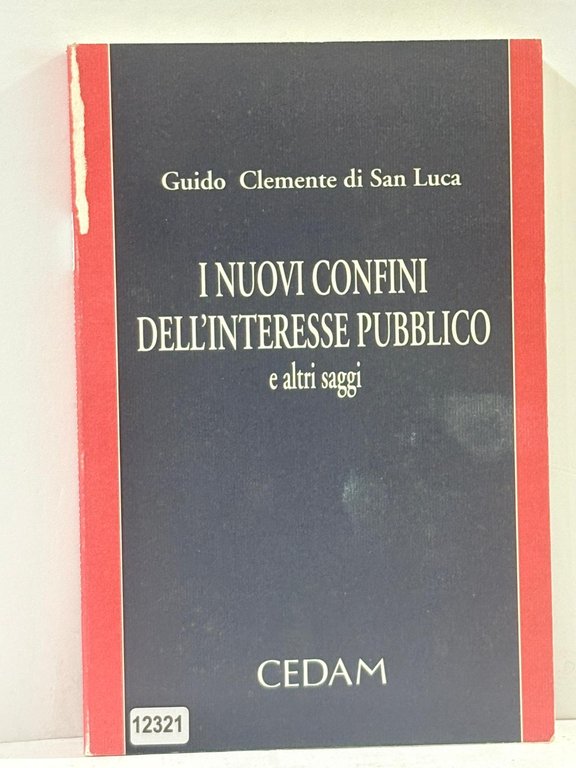 Guido Clemente di San Luca
I NUOVI CONFINI
DELL'INTERESSE PUBBLICO
e altri saggi
CEDAM
12321